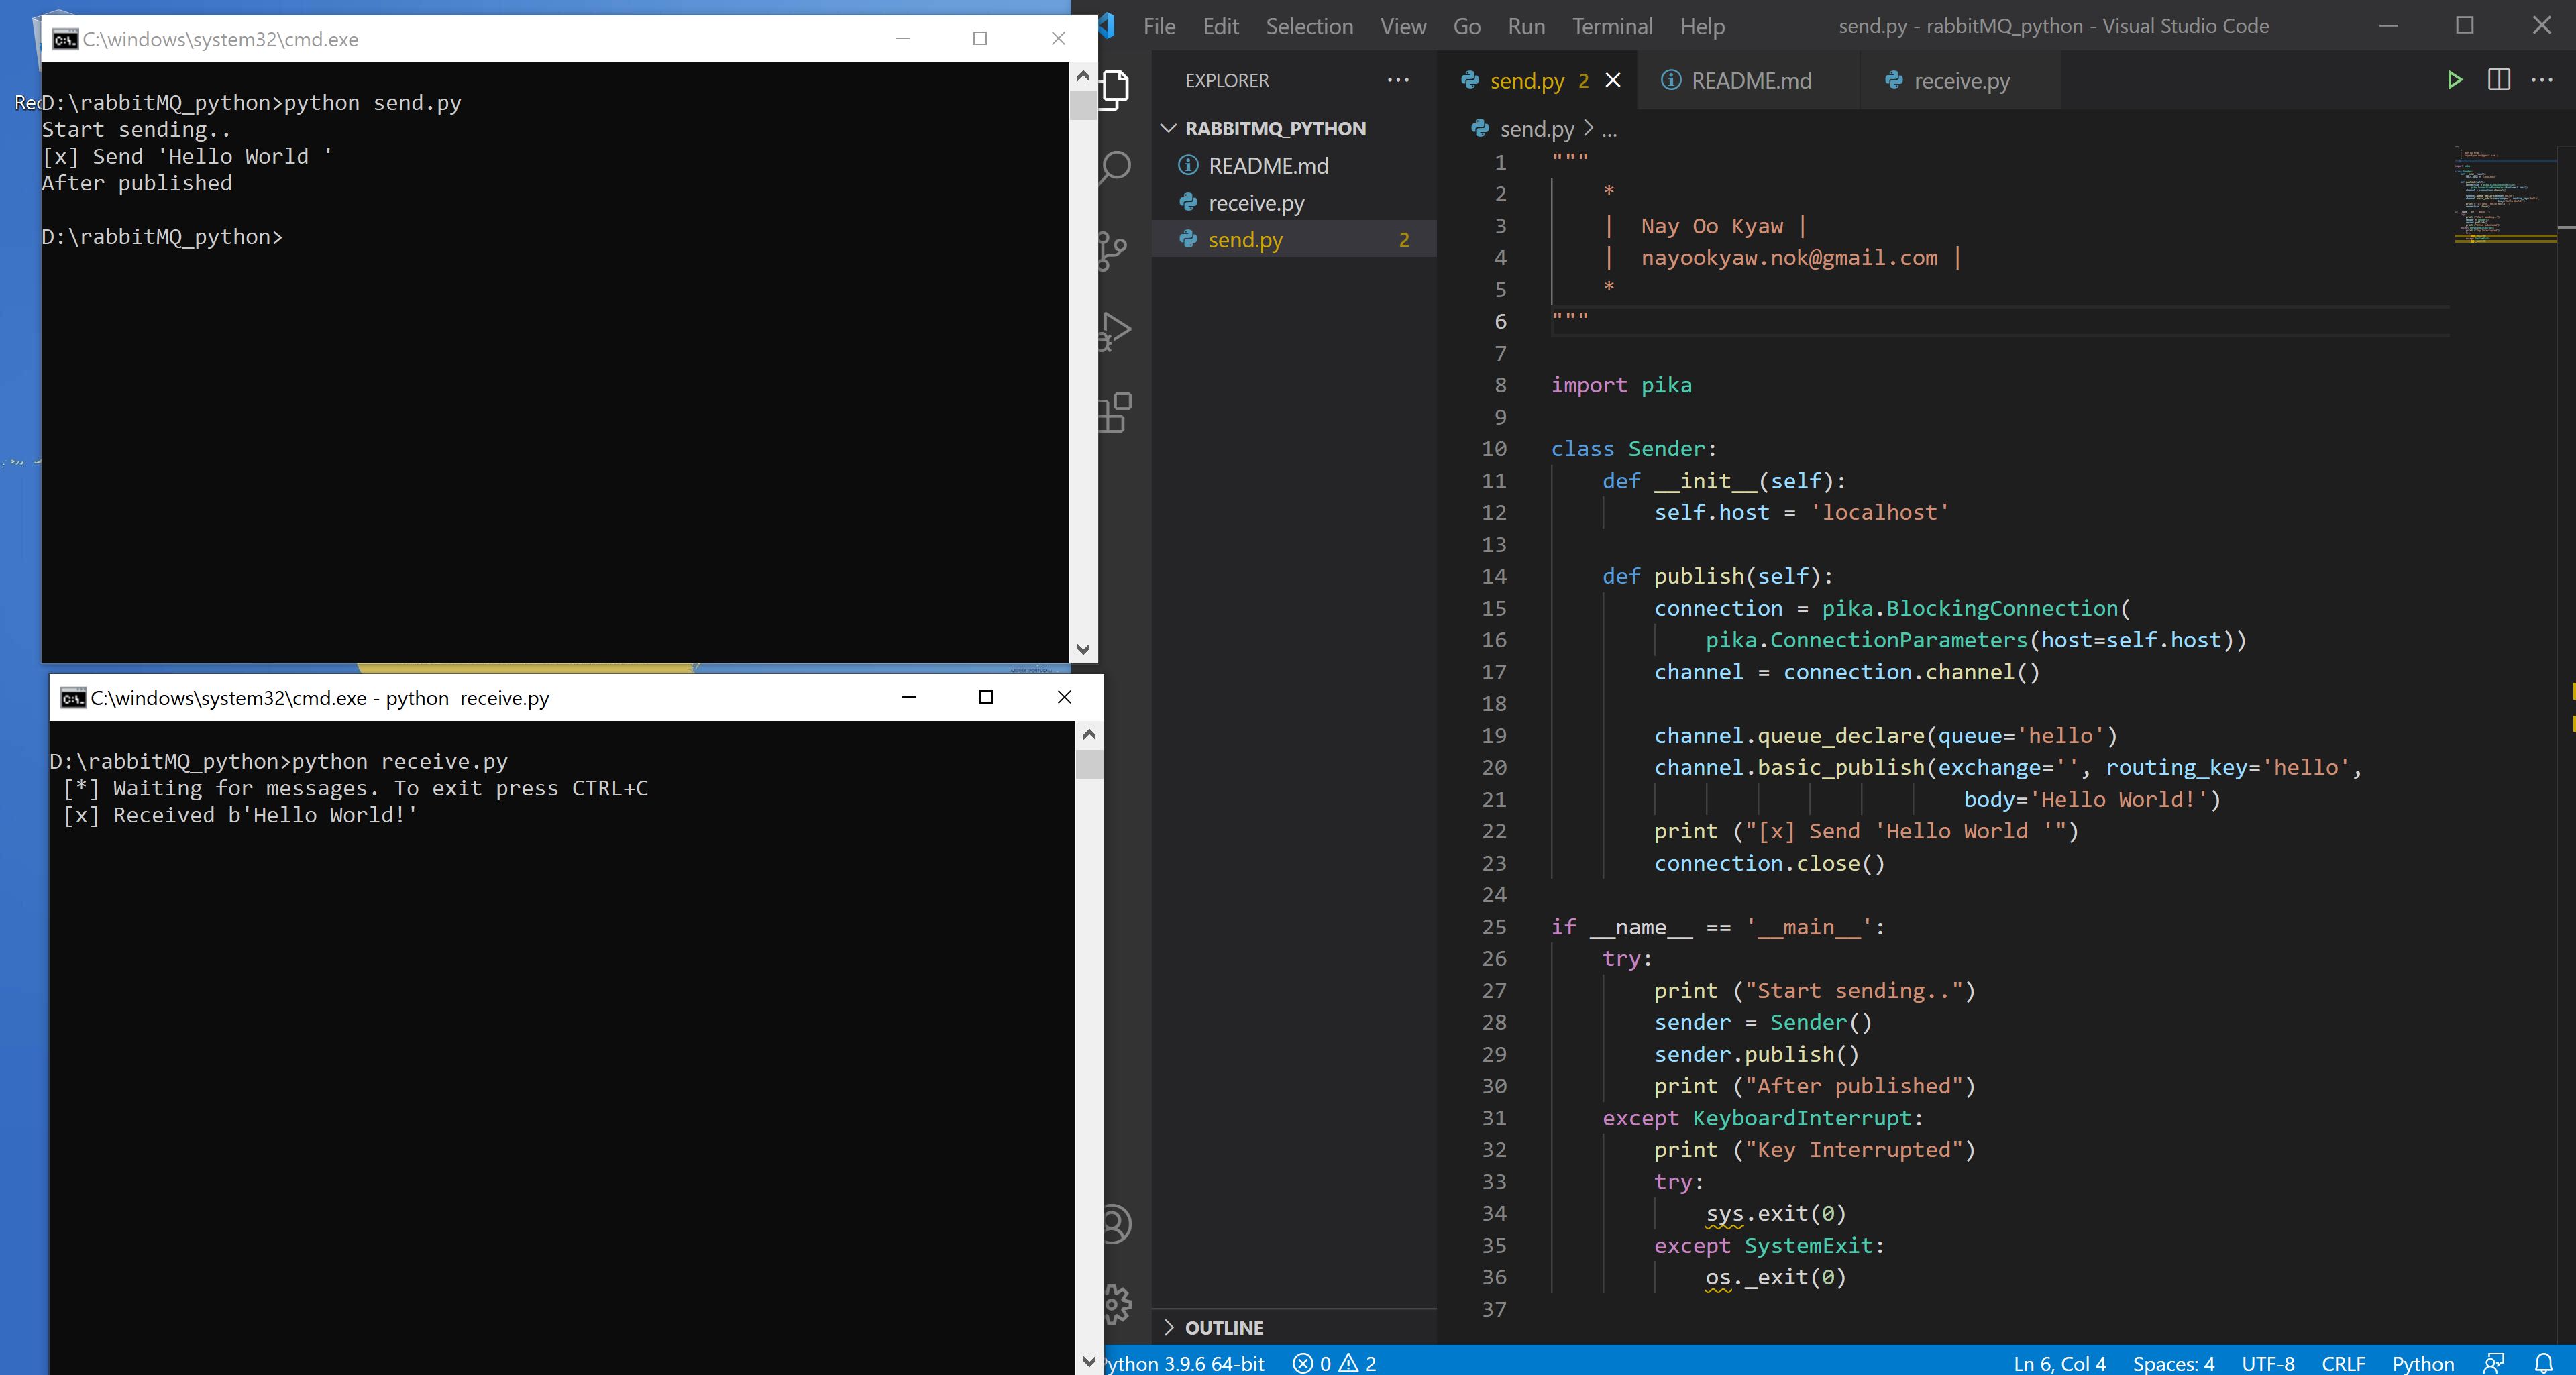 C:\windows\system32\cmd.exe
D:\rabbitMQ_python>python send.py
Start sending..
[x] Send 'Hello World '
After published
D:\rabbitMQ_python>
C:\windows\system32\cmd.exe - python  receive.py
D:\rabbitMQ_python>python receive.py
 [*] Waiting for messages. To exit press CTRL+C
 [x] Received b'Hello World!'
File Edit Selection View Go Run Terminal Help
send.py - rabbitMQ_python - Visual Studio Code
EXPLORER
RABBITMQ_PYTHON
README.md
receive.py
send.py 2
OUTLINE
send.py 2 README.md receive.py
send.py > ...
1 """
2     *
3     |  Nay Oo Kyaw |
4     |  nayookyaw.nok@gmail.com |
5     *
6 """
7
8 import pika
9
10 class Sender:
11     def __init__(self):
12         self.host = 'localhost'
13
14     def publish(self):
15         connection = pika.BlockingConnection(
16             pika.ConnectionParameters(host=self.host))
17         channel = connection.channel()
18
19         channel.queue_declare(queue='hello')
20         channel.basic_publish(exchange='', routing_key='hello',
21                                 body='Hello World!')
22         print ("[x] Send 'Hello World '")
23         connection.close()
24
25 if __name__ == '__main__':
26     try:
27         print ("Start sending..")
28         sender = Sender()
29         sender.publish()
30         print ("After published")
31     except KeyboardInterrupt:
32         print ("Key Interrupted")
33         try:
34             sys.exit(0)
35         except SystemExit:
36             os._exit(0)
37
ython 3.9.6 64-bit 0 2 Ln 6, Col 4 Spaces: 4 UTF-8 CRLF Python